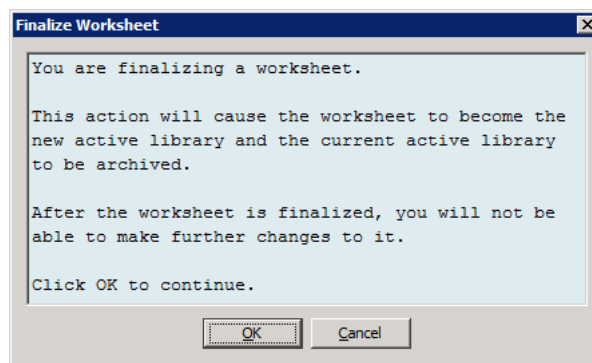 Finalize Worksheet
You are finalizing a worksheet.
This action will cause the worksheet to become the
new active library and the current active library
to be archived.
After the worksheet is finalized, you will not be
able to make further changes to it.
Click OK to continue.
OK
Cancel